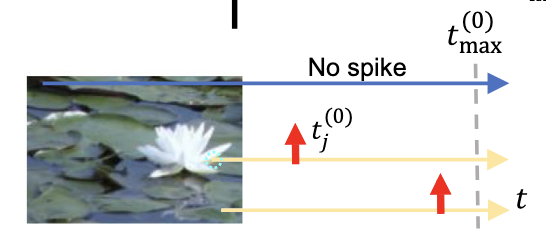 t_max^(0)
No spike
t_j^(0)
t